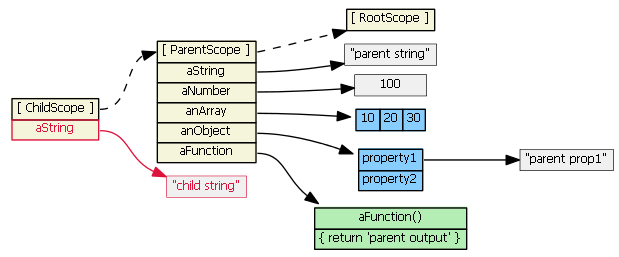 [ RootScope ]
[ ParentScope ]
"parent string"
aString
100
aNumber
[ ChildScope ]
anArray
10 20 30
aString
anObject
aFunction
property1
"parent prop1"
property2
"child string"
aFunction()
{ return 'parent output' }